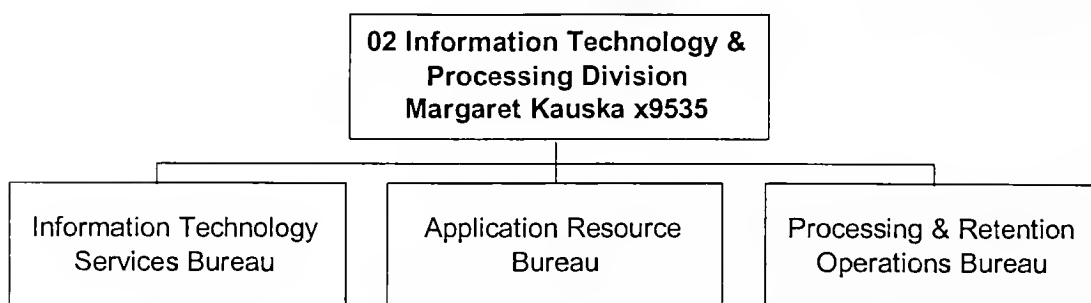 02 Information Technology &
Processing Division
Margaret Kauska x9535
Information Technology
Services Bureau
Application Resource
Bureau
Processing & Retention
Operations Bureau